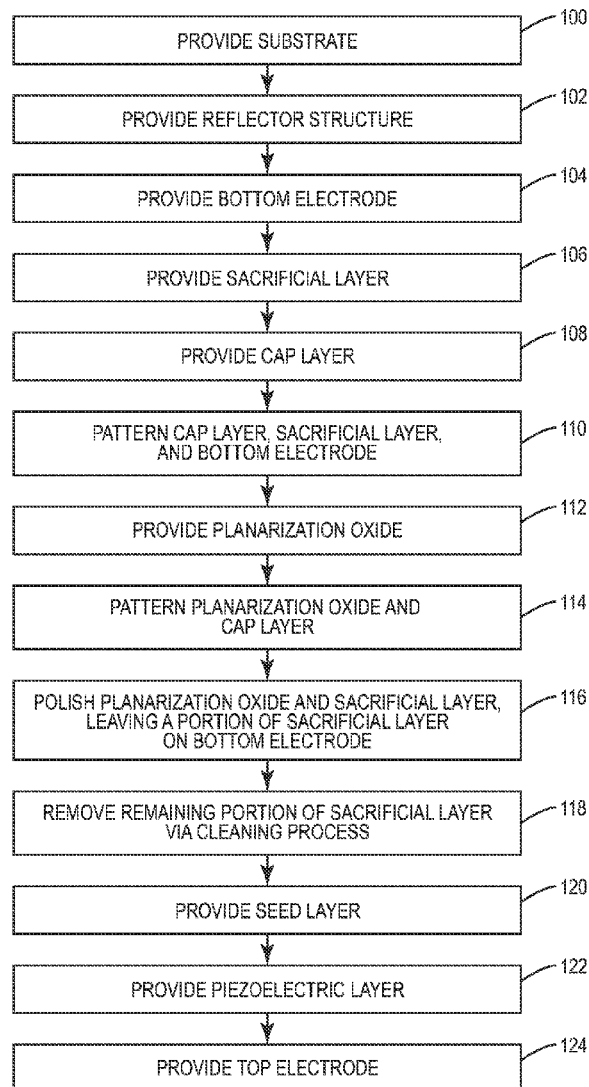 PROVIDE SUBSTRATE
100
PROVIDE REFLECTOR STRUCTURE
102
PROVIDE BOTTOM ELECTRODE
104
PROVIDE SACRIFICIAL LAYER
106
PROVIDE CAP LAYER
108
PATTERN CAP LAYER, SACRIFICIAL LAYER,
AND BOTTOM ELECTRODE
110
PROVIDE PLANARIZATION OXIDE
112
PATTERN PLANARIZATION OXIDE AND
CAP LAYER
114
POLISH PLANARIZATION OXIDE AND SACRIFICIAL LAYER,
LEAVING A PORTION OF SACRIFICIAL LAYER
ON BOTTOM ELECTRODE
116
REMOVE REMAINING PORTION OF SACRIFICIAL LAYER
VIA CLEANING PROCESS
118
PROVIDE SEED LAYER
120
PROVIDE PIEZOELECTRIC LAYER
122
PROVIDE TOP ELECTRODE
124